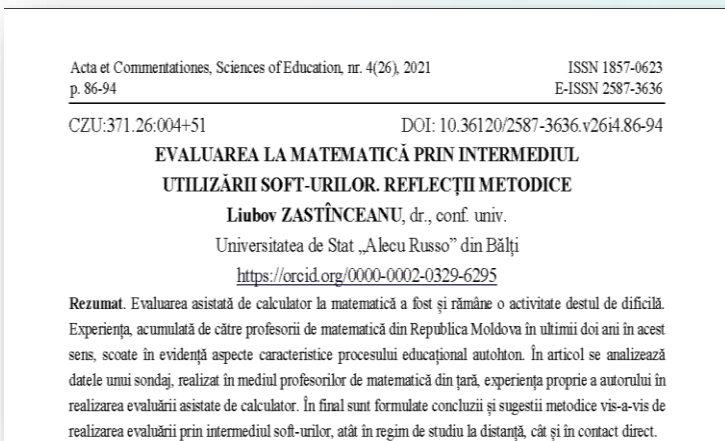 Acta et Commentationes, Sciences of Education, nr. 4(26), 2021 ISSN 1857-0623
p. 86-94 E-ISSN 2587-3636
CZU:371.26:004+51 DOI: 10.36120/2587-3636.v26i4.86-94
EVALUAREA LA MATEMATICĂ PRIN INTERMEDIUL
UTILIZĂRII SOFT-URILOR. REFLECȚII METODICE
Liubov ZASTÎNCEANU, dr., conf. univ.
Universitatea de Stat „Alecu Russo” din Bălți
https://orcid.org/0000-0002-0329-6295
Rezumat. Evaluarea asistată de calculator la matematică a fost și rămâne o activitate destul de dificilă.
Experiența, acumulată de către profesorii de matematică din Republica Moldova în ultimii doi ani în acest
sens, scoate în evidență aspecte caracteristice procesului educațional autohton. În articol se analizează
datele unui sondaj, realizat în mediul profesorilor de matematică din țară, experiența proprie a autorului în
realizarea evaluării asistate de calculator. În final sunt formulate concluzii și sugestii metodice vis-a-vis de
realizarea evaluării prin intermediul soft-urilor, atât în regim de studiu la distanță, cât și în contact direct.